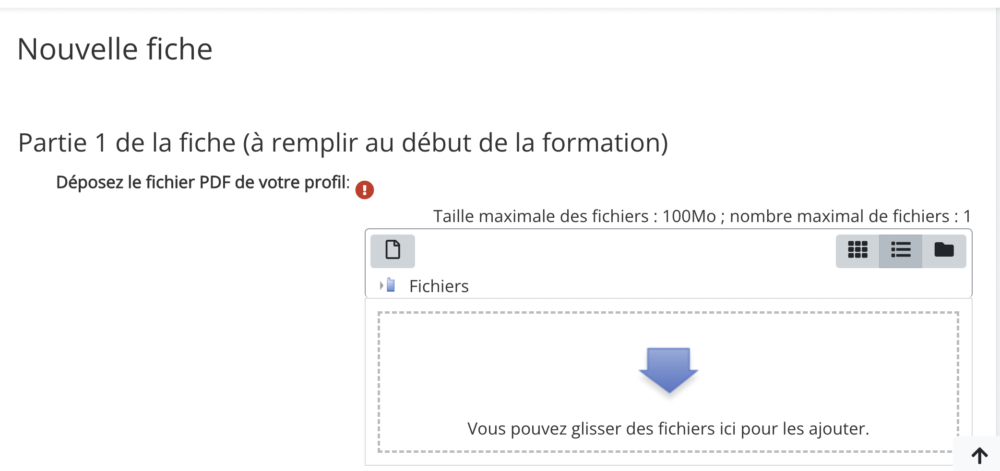 Nouvelle fiche
Partie 1 de la fiche (à remplir au début de la formation)
Déposez le fichier PDF de votre profil:
Taille maximale des fichiers : 100Mo ; nombre maximal de fichiers : 1
Fichiers
Vous pouvez glisser des fichiers ici pour les ajouter.